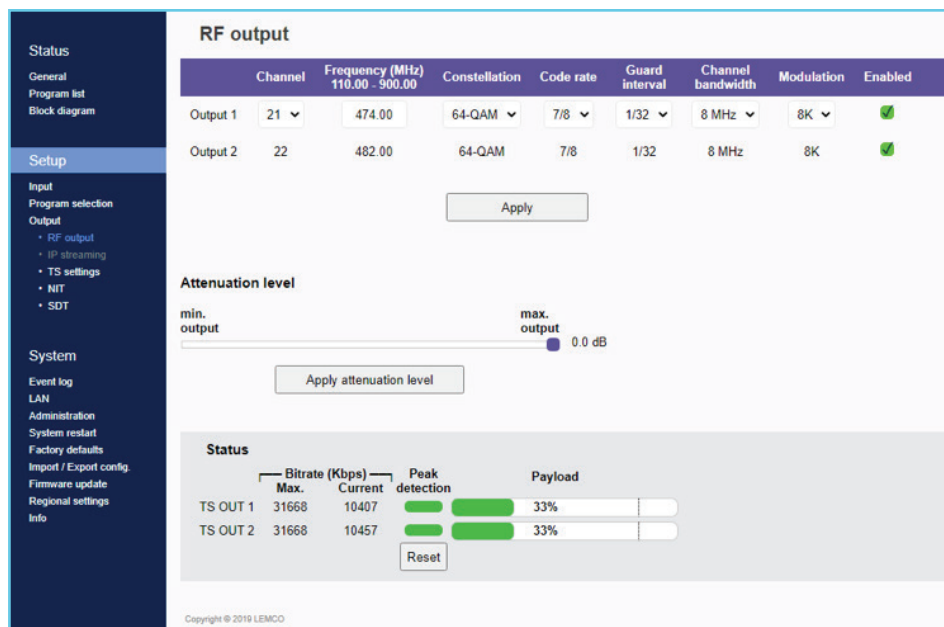 Status
General
Program list
Block diagram
Setup
Input
Program selection
Output
• RF output
• IP streaming
• TS settings
• NIT
• SDT
System
Event log
LAN
Administration
System restart
Factory defaults
Import / Export config.
Firmware update
Regional settings
Info
RF output
Channel Frequency (MHz) 110.00 - 900.00 Constellation Code rate Guard interval Channel bandwidth Modulation Enabled
Output 1 21 474.00 64-QAM 7/8 1/32 8 MHz 8K
Output 2 22 482.00 64-QAM 7/8 1/32 8 MHz 8K
Apply
Attenuation level
min. output max. output
0.0 dB
Apply attenuation level
Status
Bitrate (Kbps) Peak detection Payload
Max. Current
TS OUT 1 31668 10407 33%
TS OUT 2 31668 10457 33%
Reset
Copyright © 2019 LEMCO